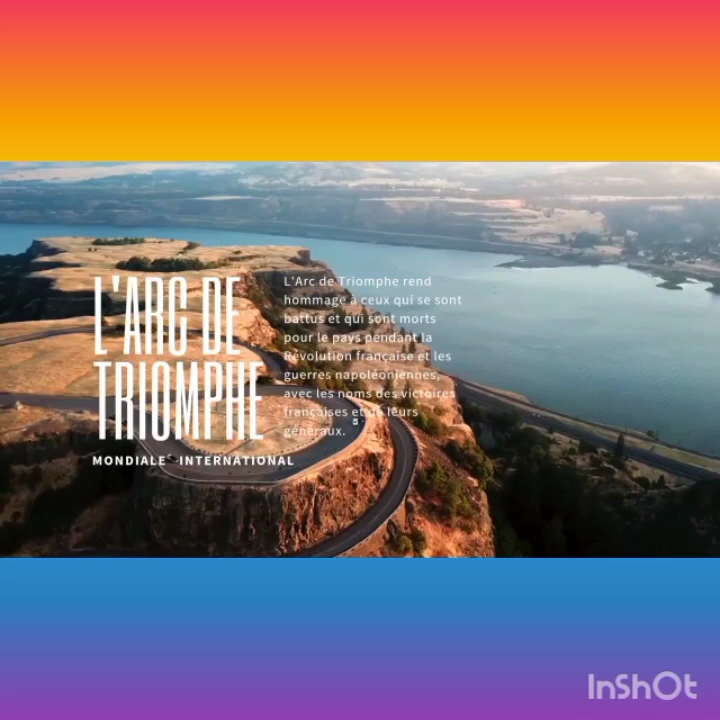 L'ARC DE
TRIOMPHE
MONDIALE - INTERNATIONAL
L'Arc de Triomphe rend
hommage à ceux qui se sont
battus et qui sont morts
pour le pays pendant la
Révolution française et les
guerres napoléoniennes,
avec les noms des victoires
françaises et de leurs
généraux.
InShOt